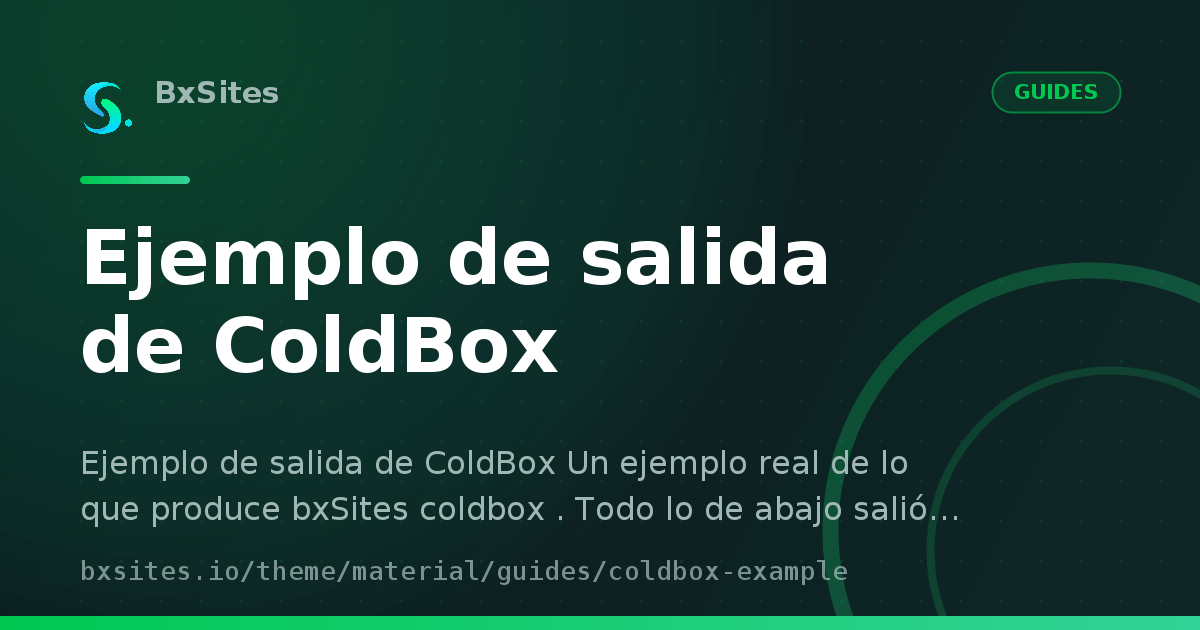 BxSites
GUIDES
Ejemplo de salida
de ColdBox
Ejemplo de salida de ColdBox Un ejemplo real de lo
que produce bxSites coldbox . Todo lo de abajo salió…
bxsites.io/theme/material/guides/coldbox-example